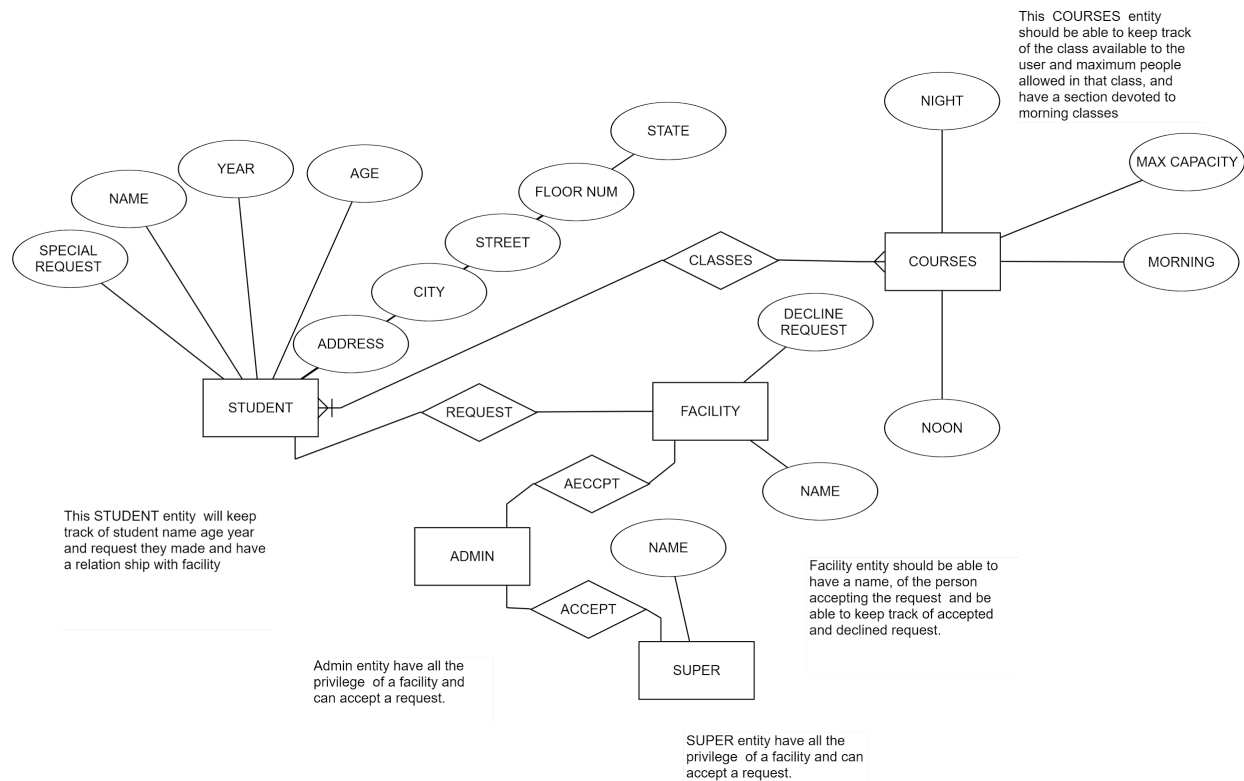 This COURSES entity
should be able to keep track
of the class available to the
user and maximum people
allowed in that class, and
have a section devoted to
morning classes
NIGHT
STATE
MAX CAPACITY
YEAR
AGE
FLOOR NUM
NAME
STREET
SPECIAL
REQUEST
CLASSES
COURSES
MORNING
CITY
DECLINE
REQUEST
ADDRESS
STUDENT
REQUEST
FACILITY
NOON
AECCPT
NAME
This STUDENT entity will keep
track of student name age year
and request they made and have
a relation ship with facility
ADMIN
NAME
Facility entity should be able to
have a name, of the person
accepting the request and be
able to keep track of accepted
and declined request.
ACCEPT
SUPER
Admin entity have all the
privilege of a facility and
can accept a request.
SUPER entity have all the
privilege of a facility and can
accept a request.